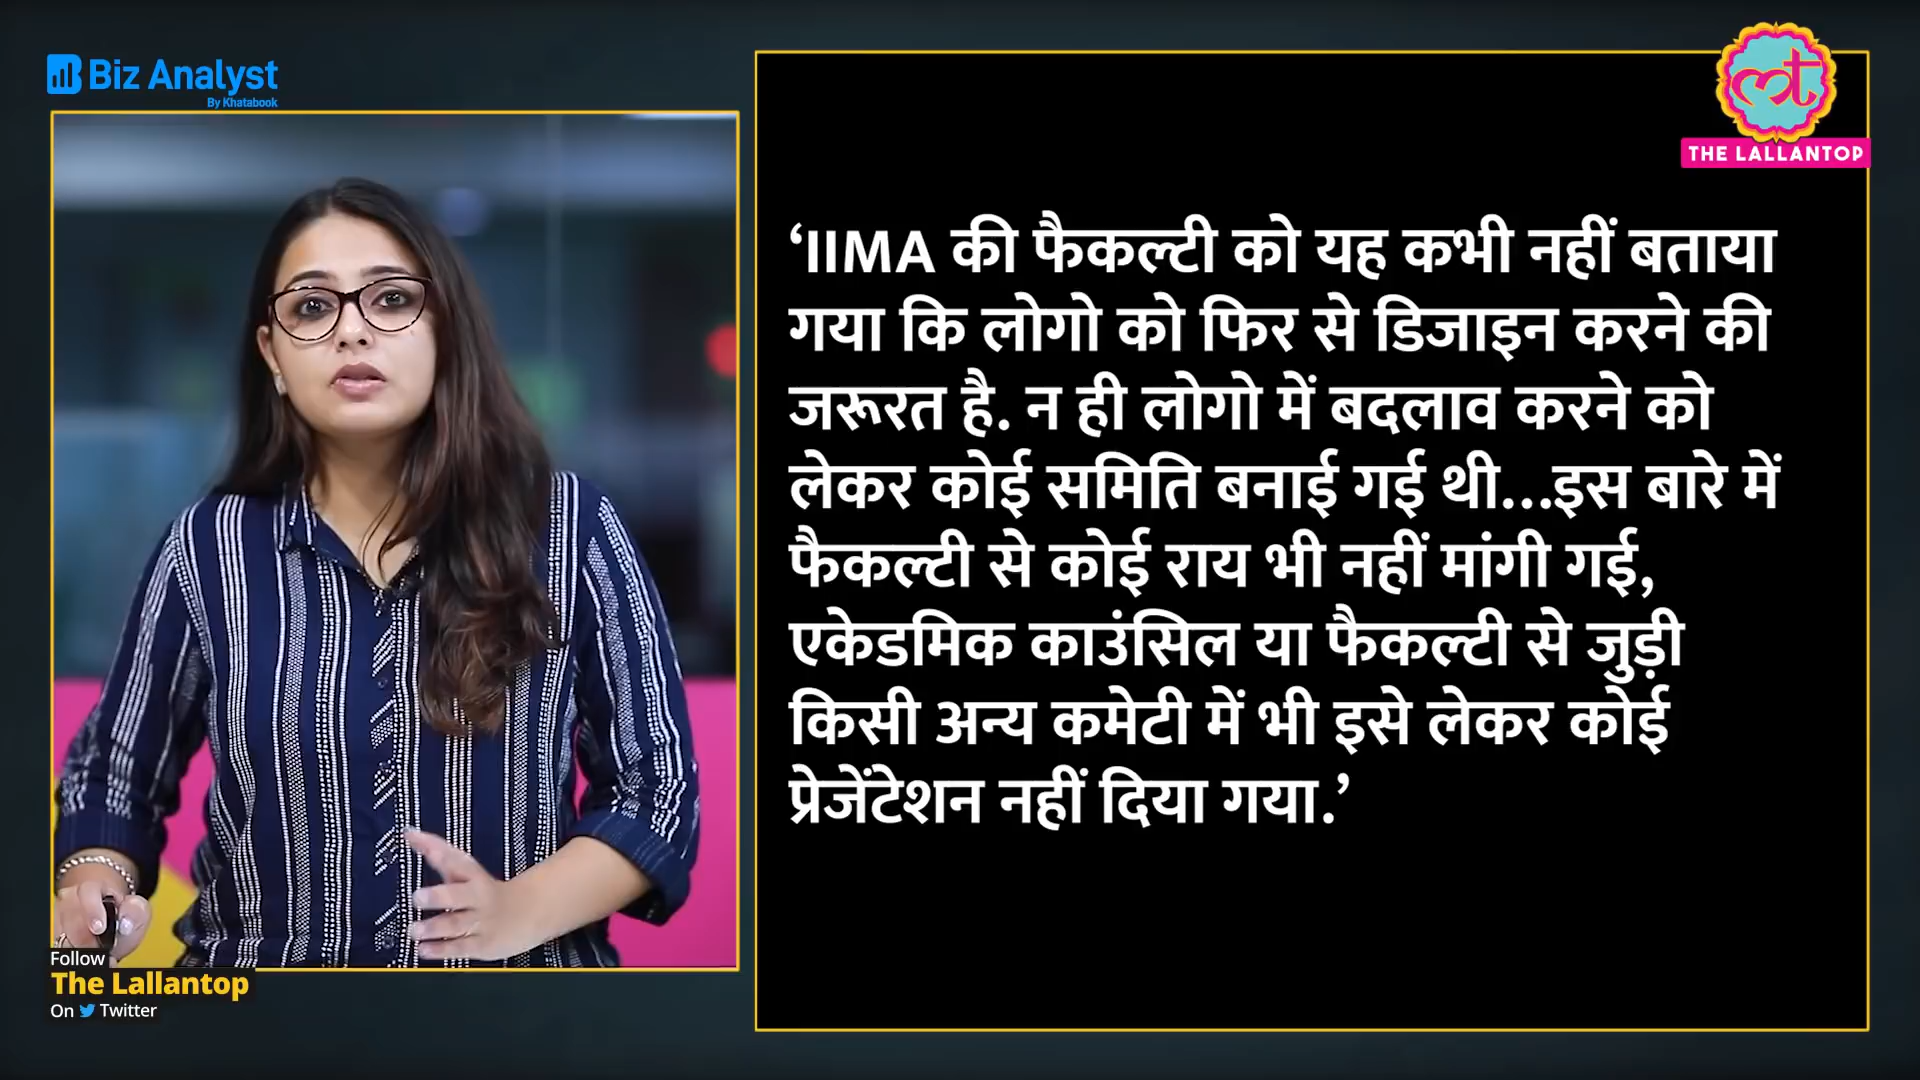 Biz Analyst
By Khatabook
THE LALLANTOP
‘IIMA की फैकल्टी को यह कभी नहीं बताया
गया कि लोगो को फिर से डिजाइन करने की
जरूरत है. न ही लोगो में बदलाव करने को
लेकर कोई समिति बनाई गई थी...इस बारे में
फैकल्टी से कोई राय भी नहीं मांगी गई,
एकेडमिक काउंसिल या फैकल्टी से जुड़ी
किसी अन्य कमेटी में भी इसे लेकर कोई
प्रेजेंटेशन नहीं दिया गया.’
Follow
The Lallantop
On Twitter